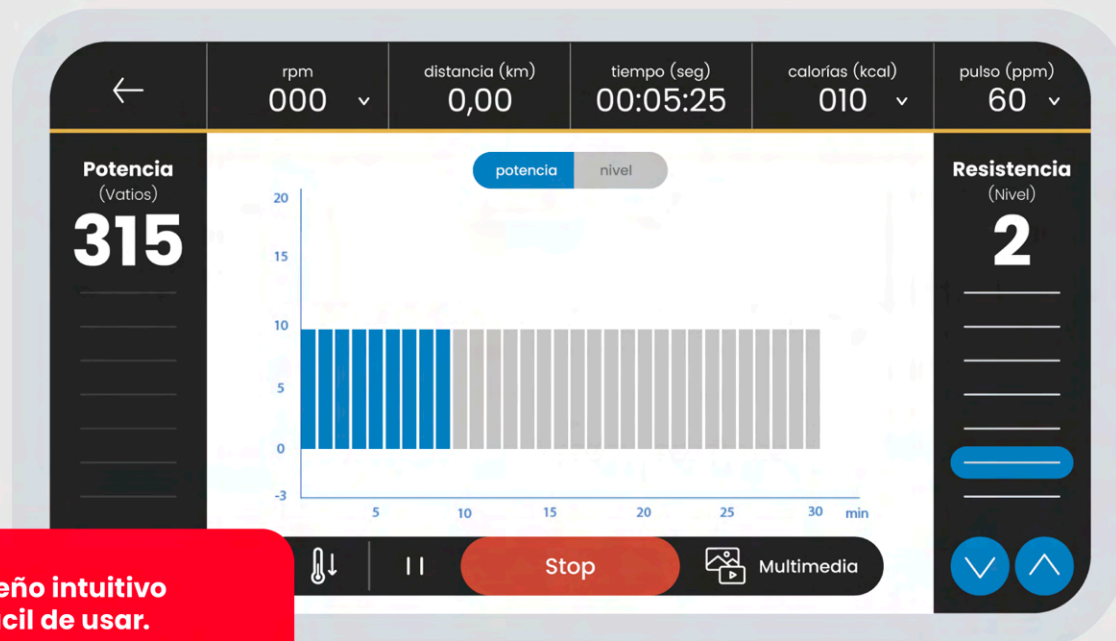 rpm
000
distancia (km)
0,00
tiempo (seg)
00:05:25
calorías (kcal)
010
pulso (ppm)
60
Potencia
(Vatios)
315
potencia
nivel
20
15
10
5
0
-3
5 10 15 20 25 30 min
Resistencia
(Nivel)
2
Stop
Multimedia
intuitivo
de usar.